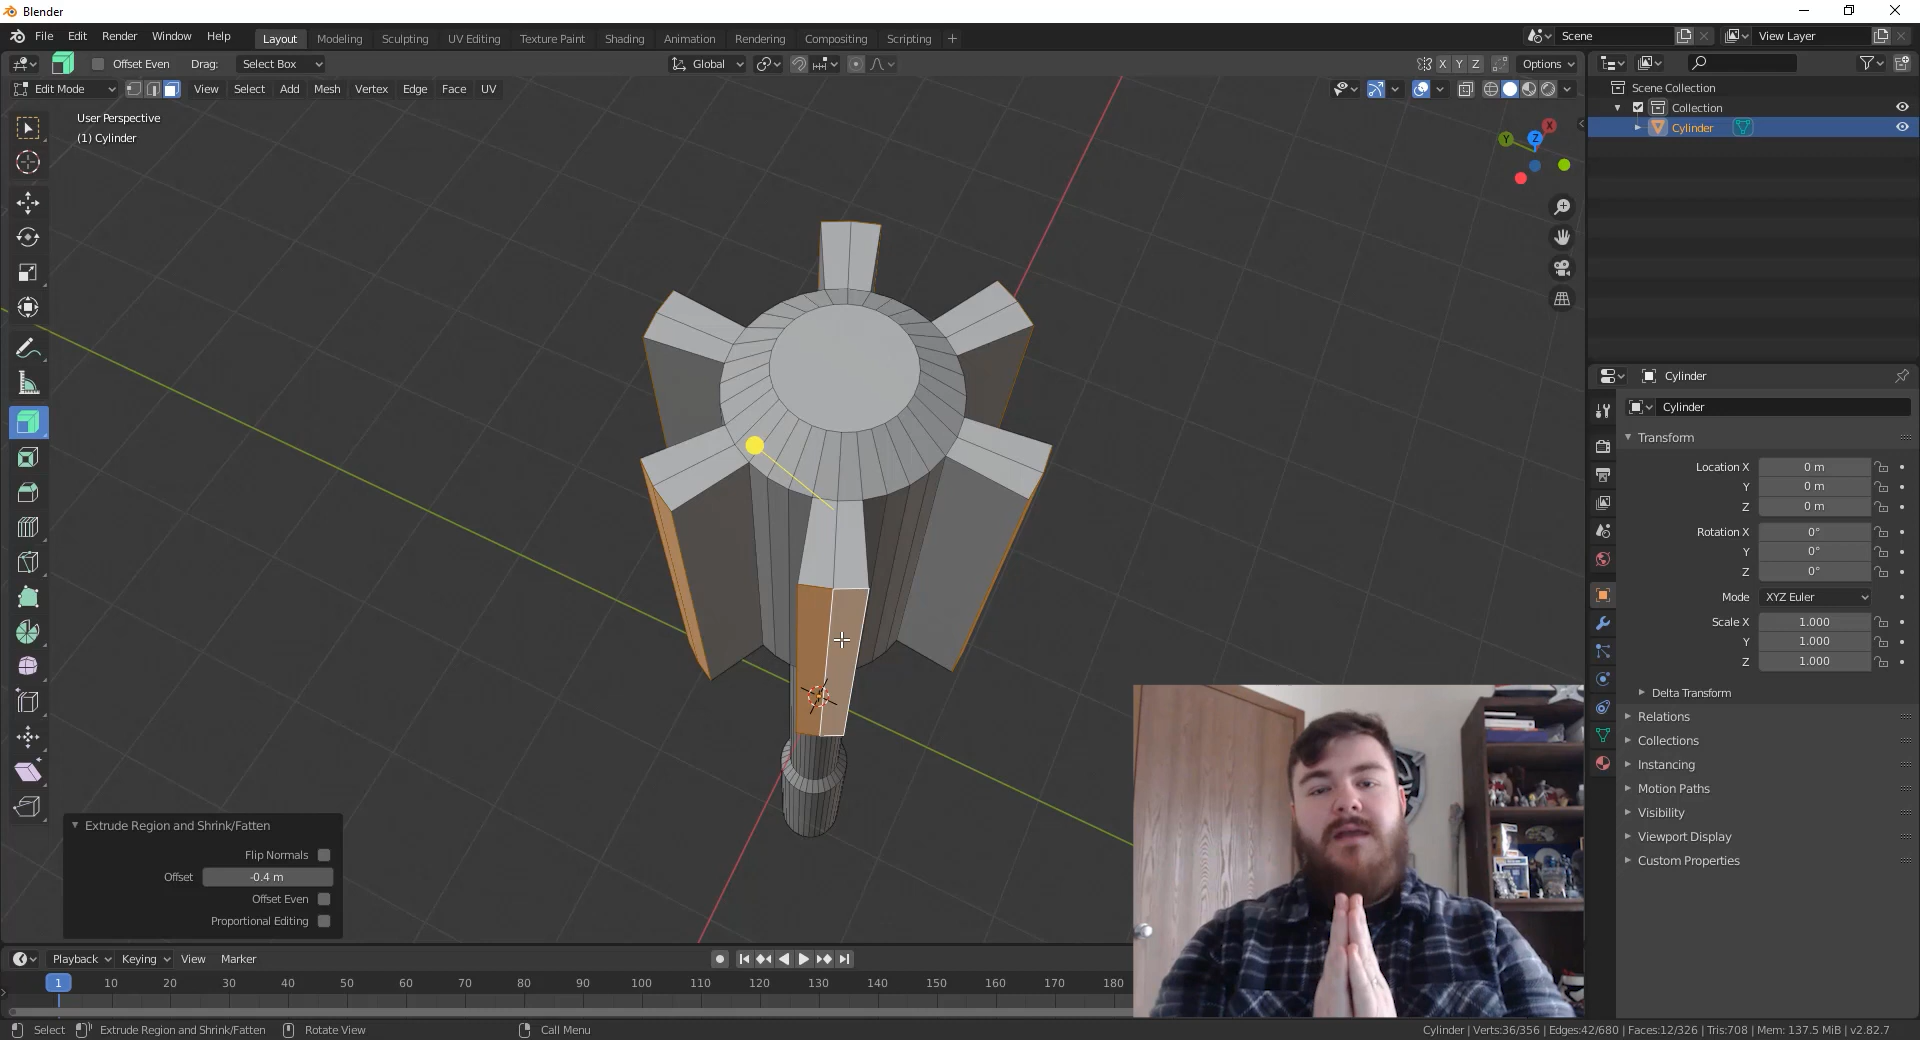 Blender
File Edit Render Window Help Layout Modeling Sculpting UV Editing Texture Paint Shading Animation Rendering Compositing Scripting + Scene View Layer
Offset Even Drag: Select Box Global X Y Z Options
Edit Mode View Select Add Mesh Vertex Edge Face UV
User Perspective
(1) Cylinder
X
Y
Z
Scene Collection
Collection
Cylinder
Cylinder
Cylinder
Transform
Location X 0 m
Y 0 m
Z 0 m
Rotation X 0°
Y 0°
Z 0°
Mode XYZ Euler
Scale X 1.000
Y 1.000
Z 1.000
Delta Transform
Relations
Collections
Instancing
Motion Paths
Visibility
Viewport Display
Custom Properties
Extrude Region and Shrink/Fatten
Flip Normals
Offset -0.4 m
Offset Even
Proportional Editing
Playback Keying View Marker
1 10 20 30 40 50 60 70 80 90 100 110 120 130 140 150 160 170 180
Select Extrude Region and Shrink/Fatten Rotate View Call Menu Cylinder | Verts:36/356 | Edges:42/680 | Faces:12/326 | Tris:708 | Mem: 137.5 MiB | v2.82.7